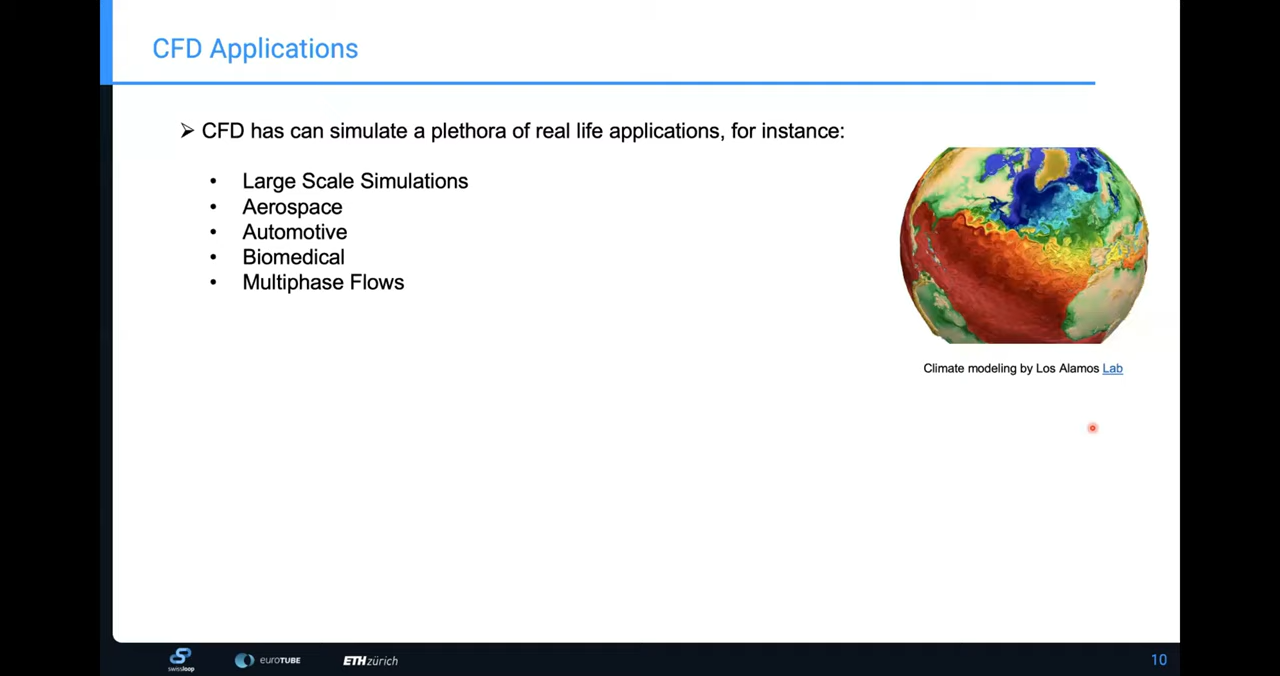 CFD Applications
➢ CFD has can simulate a plethora of real life applications, for instance:
• Large Scale Simulations
• Aerospace
• Automotive
• Biomedical
• Multiphase Flows
Climate modeling by Los Alamos Lab
swissloop
euroTUBE
ETH zürich
10